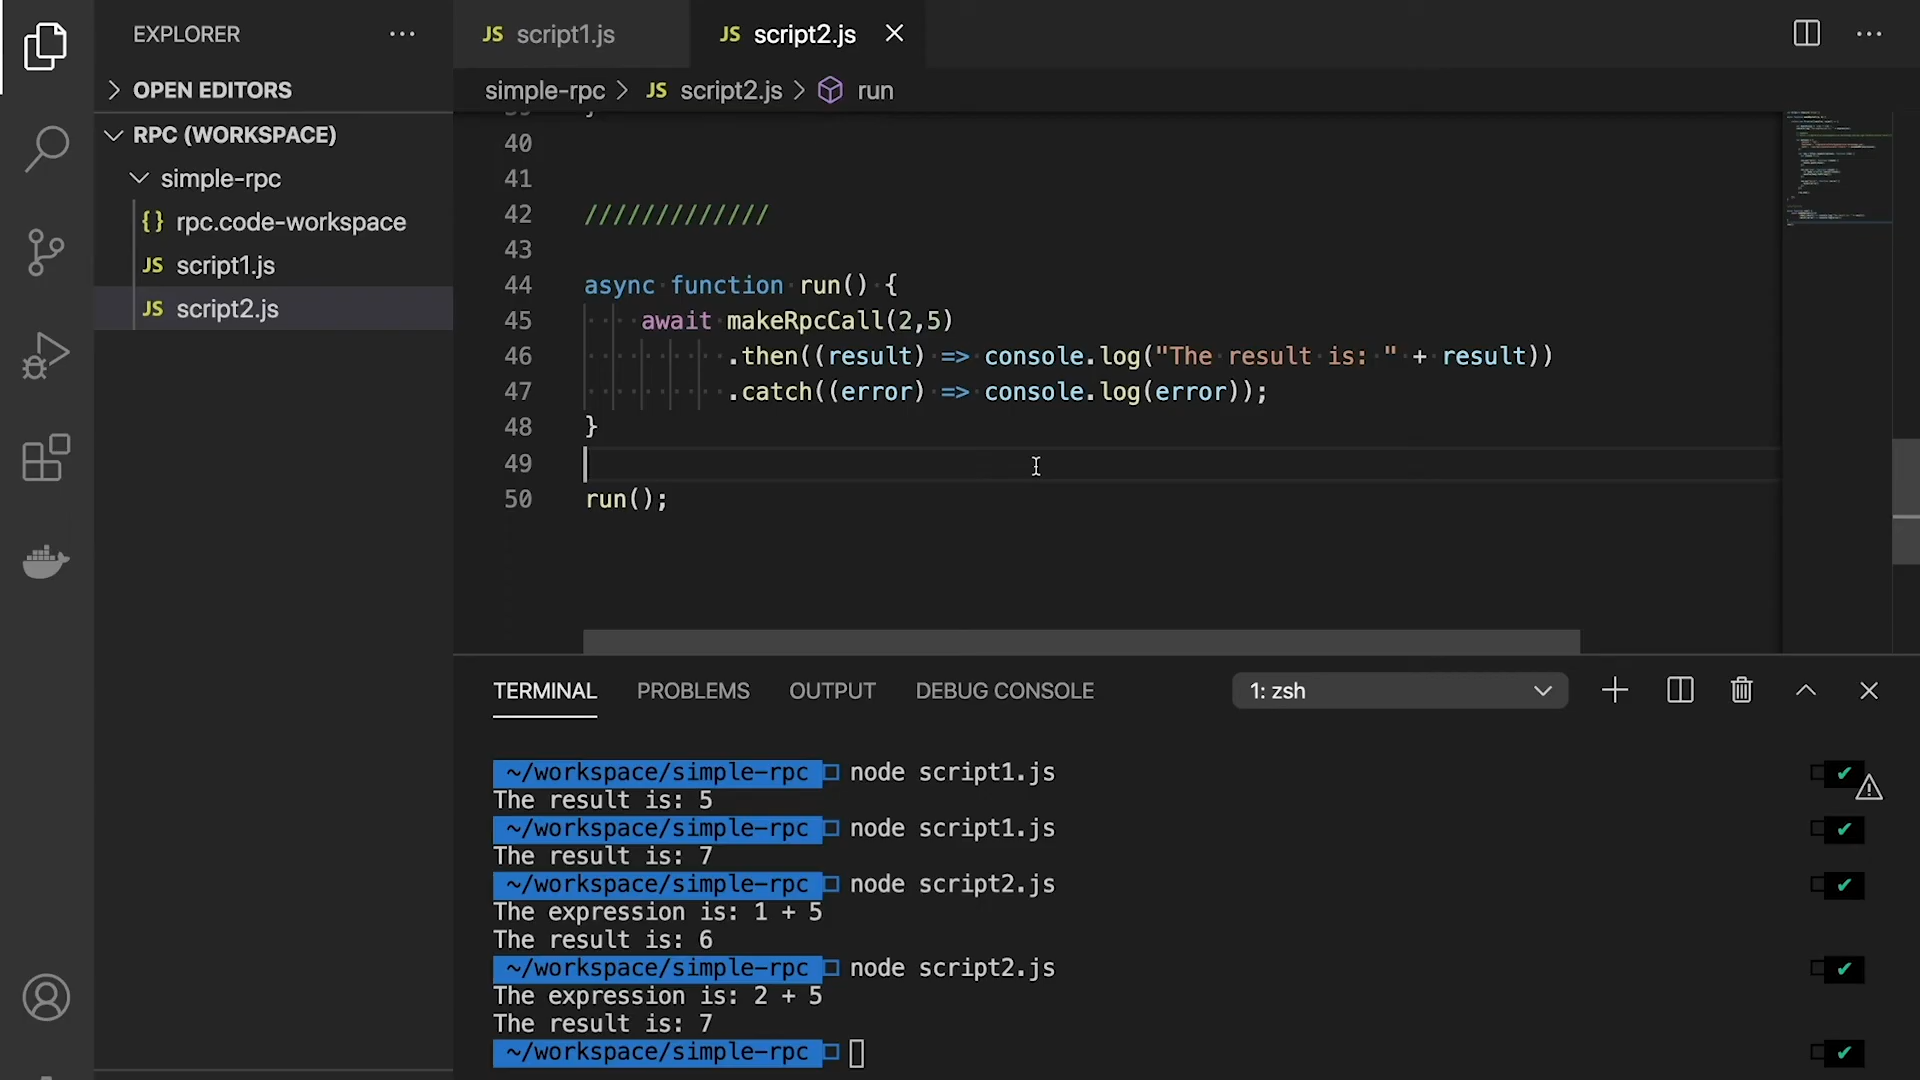 EXPLORER
OPEN EDITORS
RPC (WORKSPACE)
simple-rpc
{} rpc.code-workspace
JS script1.js
JS script2.js
JS script1.js
JS script2.js
simple-rpc > JS script2.js > run
40
41
42 /////////////
43
44 async function run() {
45 await makeRpcCall(2,5)
46 .then((result) => console.log("The result is: " + result))
47 .catch((error) => console.log(error));
48 }
49
50 run();
TERMINAL PROBLEMS OUTPUT DEBUG CONSOLE 1: zsh
~/workspace/simple-rpc node script1.js
The result is: 5
~/workspace/simple-rpc node script1.js
The result is: 7
~/workspace/simple-rpc node script2.js
The expression is: 1 + 5
The result is: 6
~/workspace/simple-rpc node script2.js
The expression is: 2 + 5
The result is: 7
~/workspace/simple-rpc